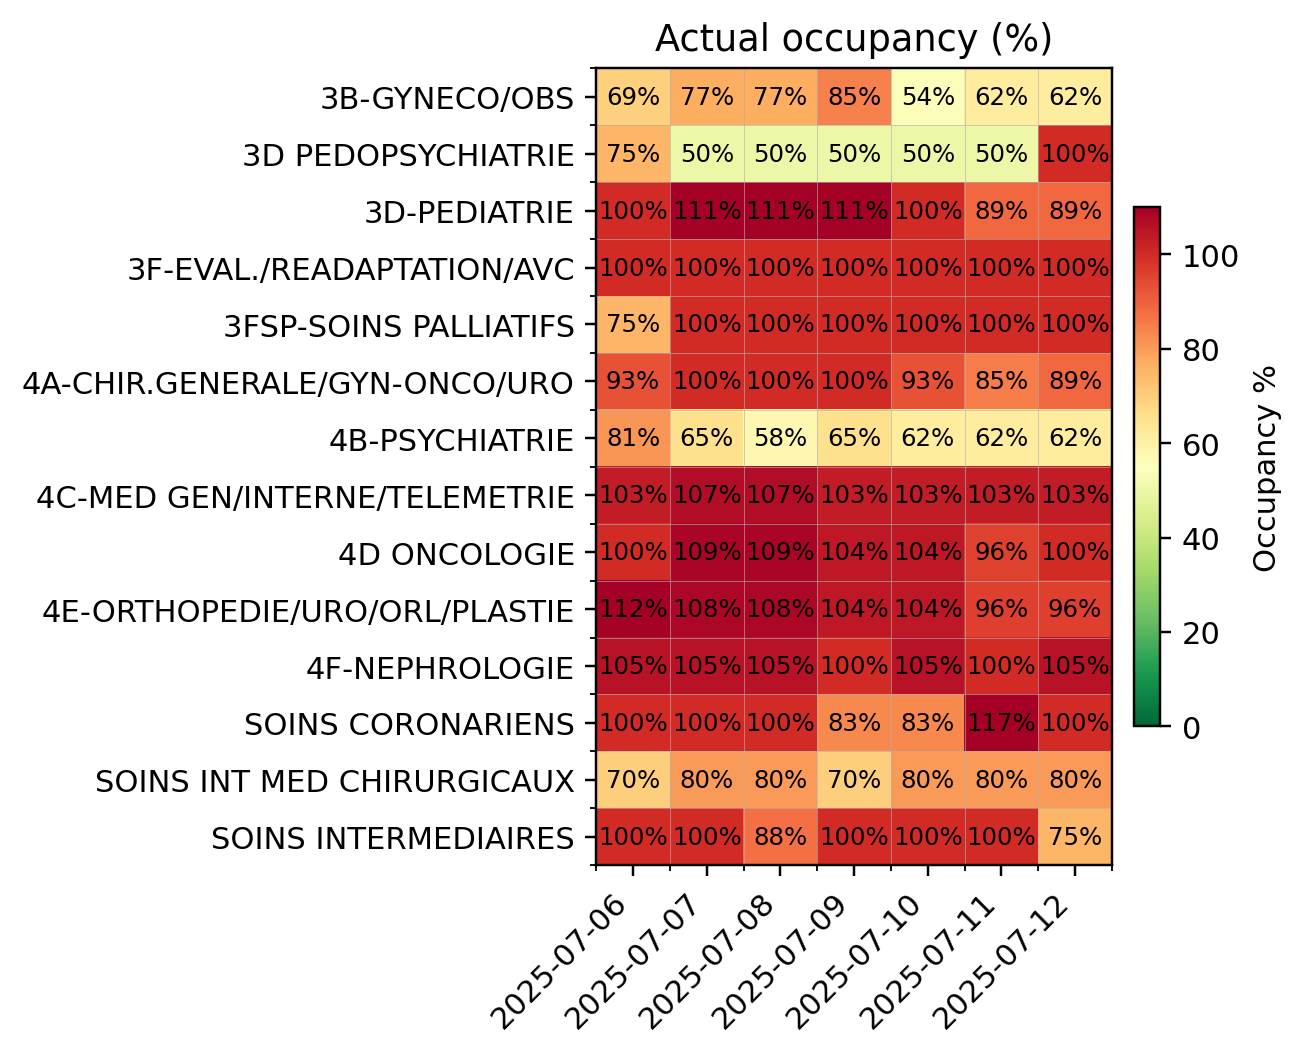 Actual occupancy (%)
3B-GYNECO/OBS 69% 77% 77% 85% 54% 62% 62%
3D PEDOPSYCHIATRIE 75% 50% 50% 50% 50% 50% 100%
3D-PEDIATRIE 100% 111% 111% 111% 100% 89% 89%
3F-EVAL./READAPTATION/AVC 100% 100% 100% 100% 100% 100% 100%
3FSP-SOINS PALLIATIFS 75% 100% 100% 100% 100% 100% 100%
4A-CHIR.GENERALE/GYN-ONCO/URO 93% 100% 100% 100% 93% 85% 89%
4B-PSYCHIATRIE 81% 65% 58% 65% 62% 62% 62%
4C-MED GEN/INTERNE/TELEMETRIE 103% 107% 107% 103% 103% 103% 103%
4D ONCOLOGIE 100% 109% 109% 104% 104% 96% 100%
4E-ORTHOPEDIE/URO/ORL/PLASTIE 112% 108% 108% 104% 104% 96% 96%
4F-NEPHROLOGIE 105% 105% 105% 100% 105% 100% 105%
SOINS CORONARIENS 100% 100% 100% 83% 83% 117% 100%
SOINS INT MED CHIRURGICAUX 70% 80% 80% 70% 80% 80% 80%
SOINS INTERMEDIAIRES 100% 100% 88% 100% 100% 100% 75%
2025-07-06 2025-07-07 2025-07-08 2025-07-09 2025-07-10 2025-07-11 2025-07-12
100
80
60
40
20
0
Occupancy %